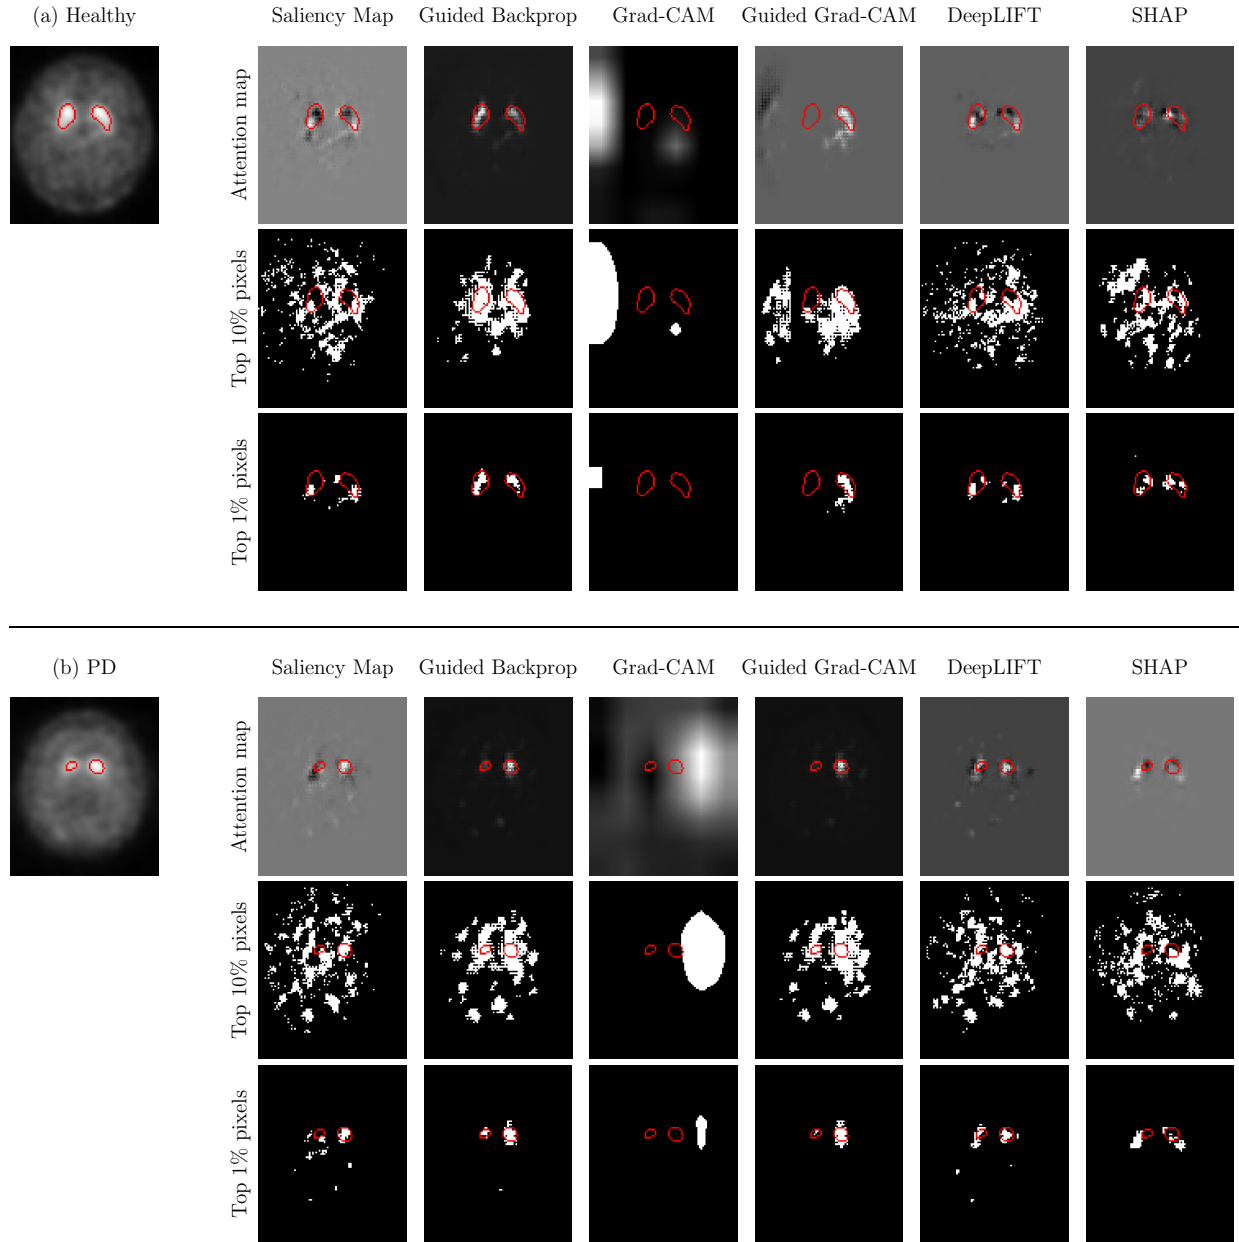 (a) Healthy
Saliency Map
Guided Backprop
Grad-CAM
Guided Grad-CAM
DeepLIFT
SHAP
Attention map
Top 10% pixels
Top 1% pixels
(b) PD
Saliency Map
Guided Backprop
Grad-CAM
Guided Grad-CAM
DeepLIFT
SHAP
Attention map
Top 10% pixels
Top 1% pixels